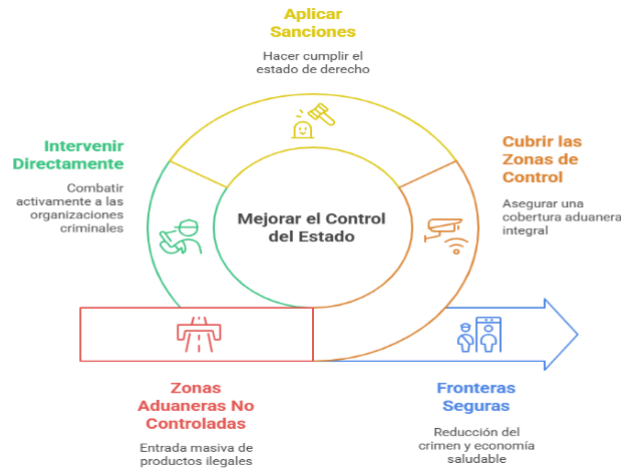 Aplicar
Sanciones
Hacer cumplir el
estado de derecho
Intervenir
Directamente
Combatir
activamente a las
organizaciones
criminales
Cubrir las
Zonas de
Control
Asegurar una
cobertura aduanera
integral
Mejorar el Control
del Estado
Zonas
Aduaneras No
Controladas
Entrada masiva de
productos ilegales
Fronteras
Seguras
Reducción del
crimen y economía
saludable